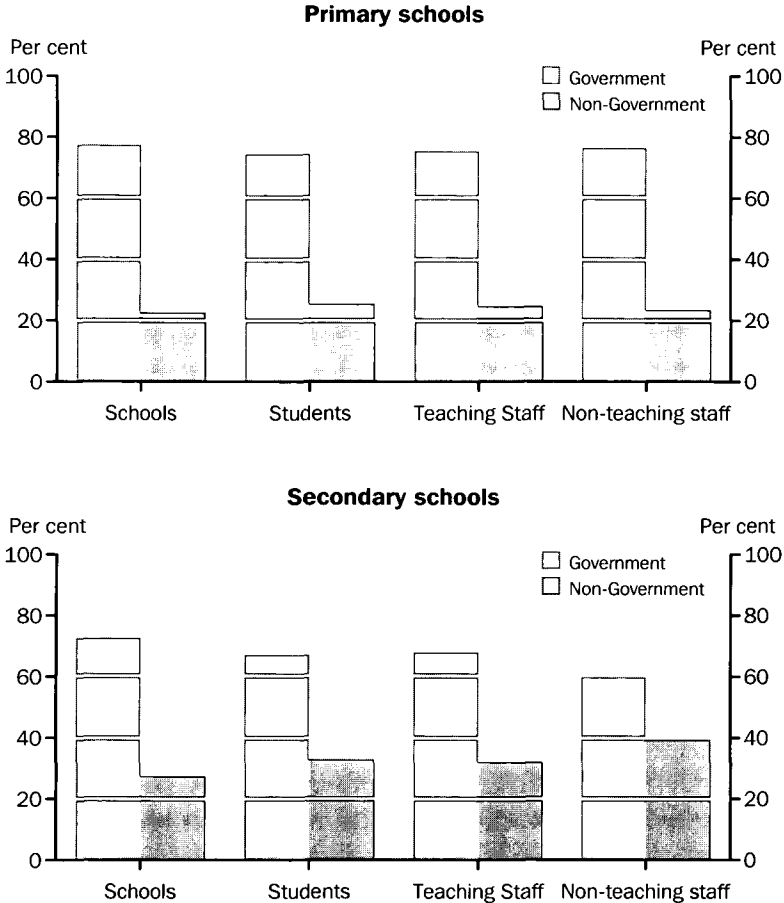 Primary schools
Per cent Per cent
100 100
Government
Non-Government
80 80
60 60
40 40
20 20
0 0
Schools Students Teaching Staff Non-teaching staff
Secondary schools
Per cent Per cent
100 100
Government
Non-Government
80 80
60 60
40 40
20 20
0 0
Schools Students Teaching Staff Non-teaching staff